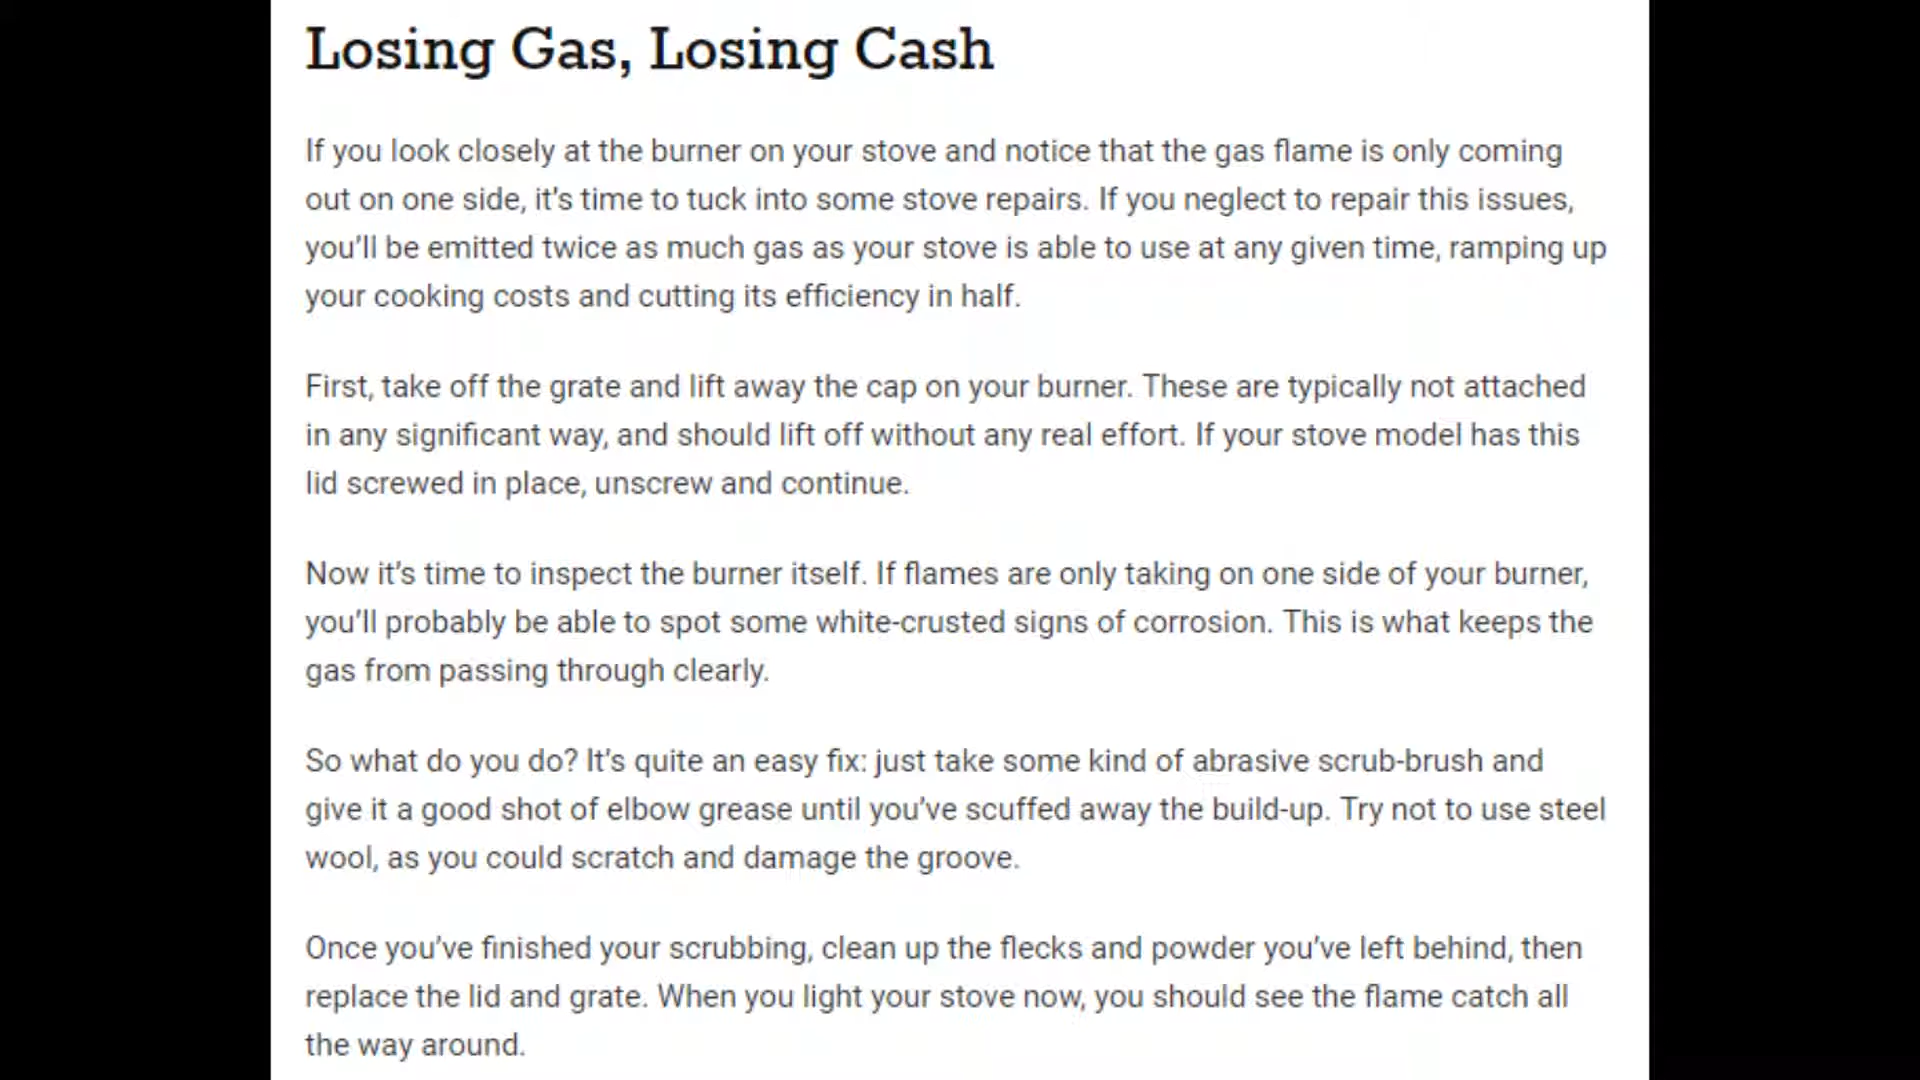 Losing Gas, Losing Cash
If you look closely at the burner on your stove and notice that the gas flame is only coming
out on one side, it's time to tuck into some stove repairs. If you neglect to repair this issues,
you'll be emitted twice as much gas as your stove is able to use at any given time, ramping up
your cooking costs and cutting its efficiency in half.
First, take off the grate and lift away the cap on your burner. These are typically not attached
in any significant way, and should lift off without any real effort. If your stove model has this
lid screwed in place, unscrew and continue.
Now it's time to inspect the burner itself. If flames are only taking on one side of your burner,
you'll probably be able to spot some white-crusted signs of corrosion. This is what keeps the
gas from passing through clearly.
So what do you do? It's quite an easy fix: just take some kind of abrasive scrub-brush and
give it a good shot of elbow grease until you've scuffed away the build-up. Try not to use steel
wool, as you could scratch and damage the groove.
Once you've finished your scrubbing, clean up the flecks and powder you've left behind, then
replace the lid and grate. When you light your stove now, you should see the flame catch all
the way around.